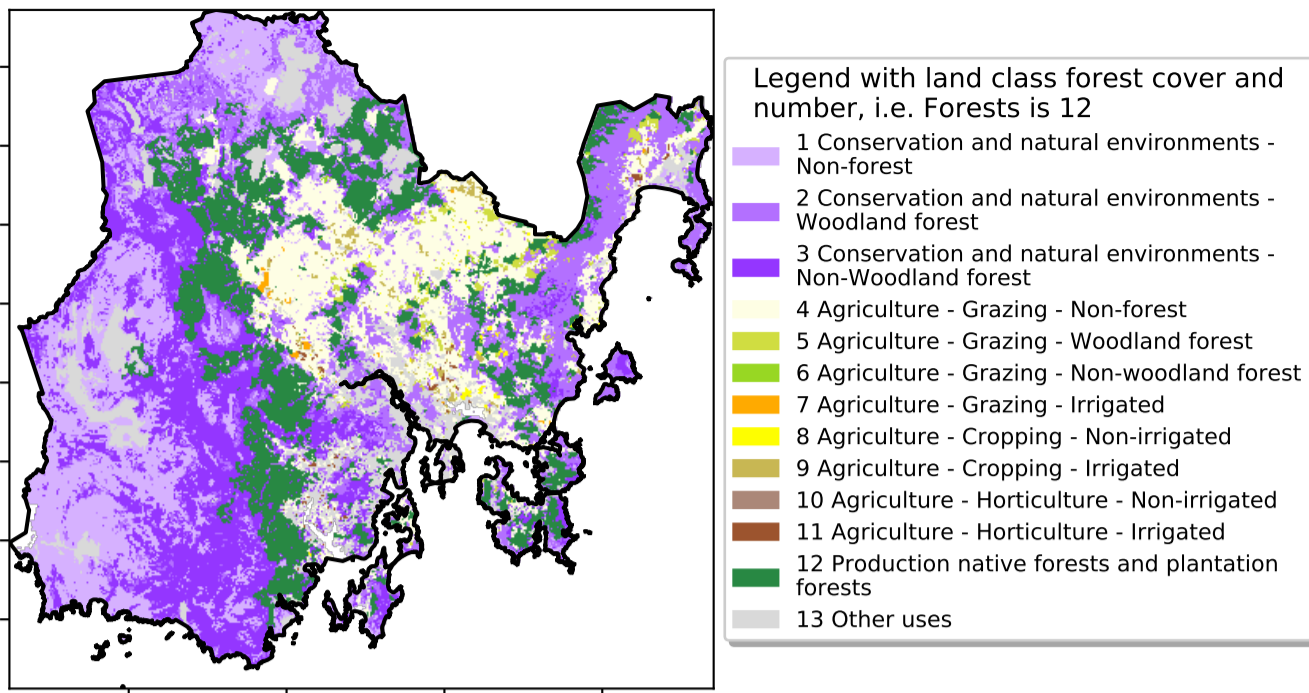 Legend with land class forest cover and
number, i.e. Forests is 12
1 Conservation and natural environments -
Non-forest
2 Conservation and natural environments -
Woodland forest
3 Conservation and natural environments -
Non-Woodland forest
4 Agriculture - Grazing - Non-forest
5 Agriculture - Grazing - Woodland forest
6 Agriculture - Grazing - Non-woodland forest
7 Agriculture - Grazing - Irrigated
8 Agriculture - Cropping - Non-irrigated
9 Agriculture - Cropping - Irrigated
10 Agriculture - Horticulture - Non-irrigated
11 Agriculture - Horticulture - Irrigated
12 Production native forests and plantation
forests
13 Other uses